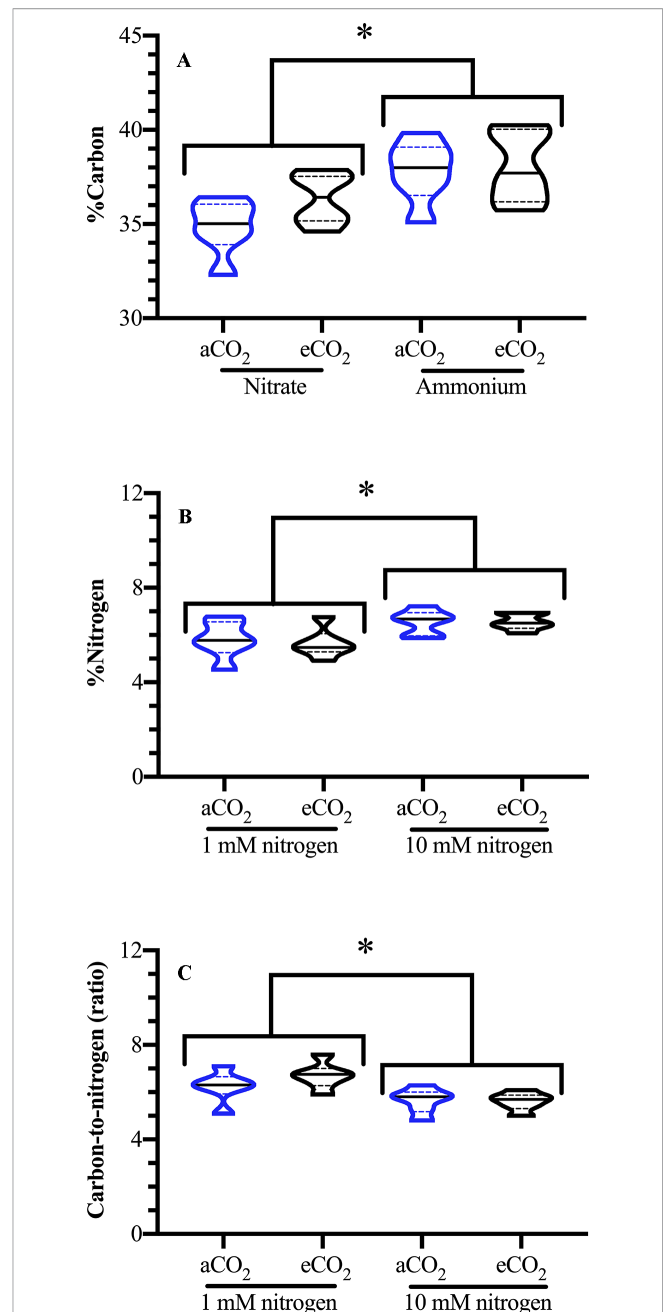 *
45
A
40
%Carbon
35
30
aCO2 eCO2 aCO2 eCO2
Nitrate Ammonium
*
12
B
8
%Nitrogen
4
0
aCO2 eCO2 aCO2 eCO2
1 mM nitrogen 10 mM nitrogen
*
12
C
8
Carbon-to-nitrogen (ratio)
4
0
aCO2 eCO2 aCO2 eCO2
1 mM nitrogen 10 mM nitrogen